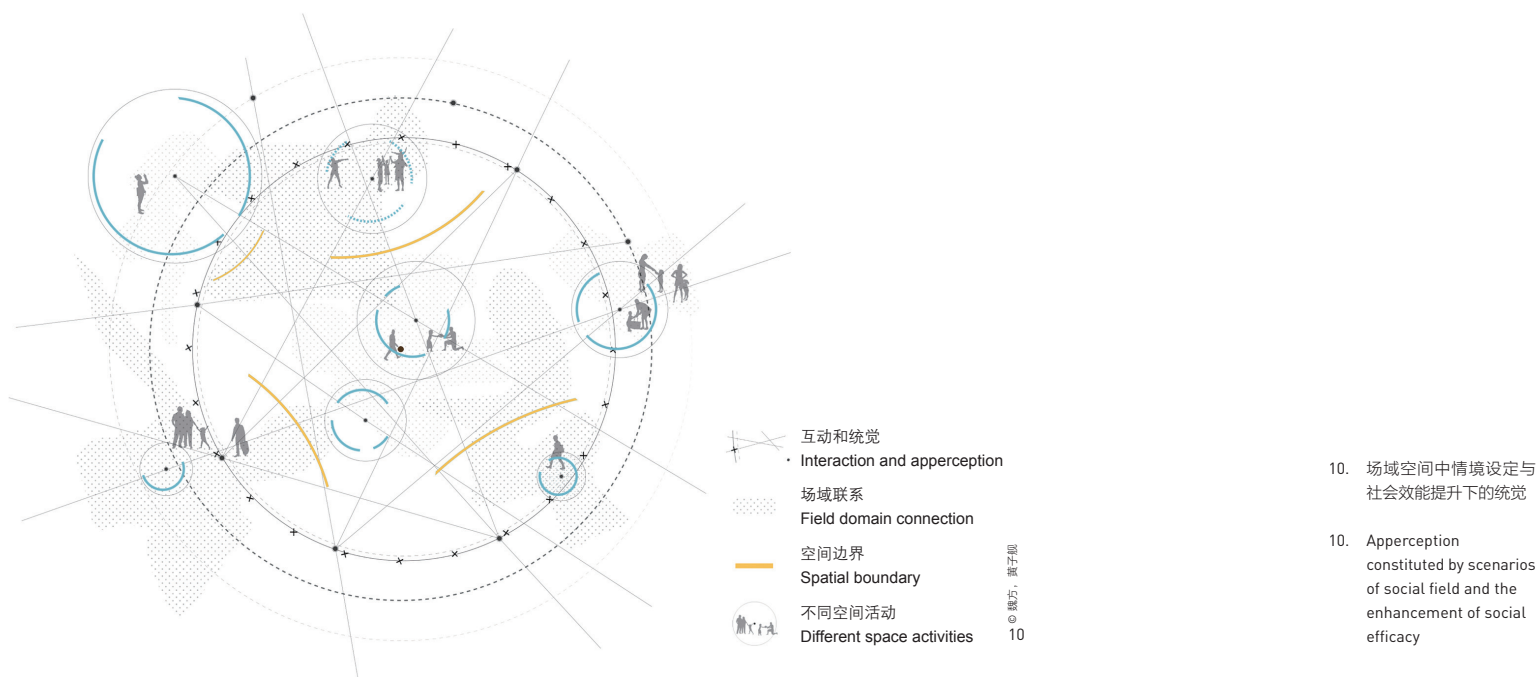 互动和统觉
Interaction and apperception
场域联系
Field domain connection
空间边界
Spatial boundary
不同空间活动
Different space activities
© 魏方，黄子舰
10
10. 场域空间中情境设定与
社会效能提升下的统觉
10. Apperception
constituted by scenarios
of social field and the
enhancement of social
efficacy